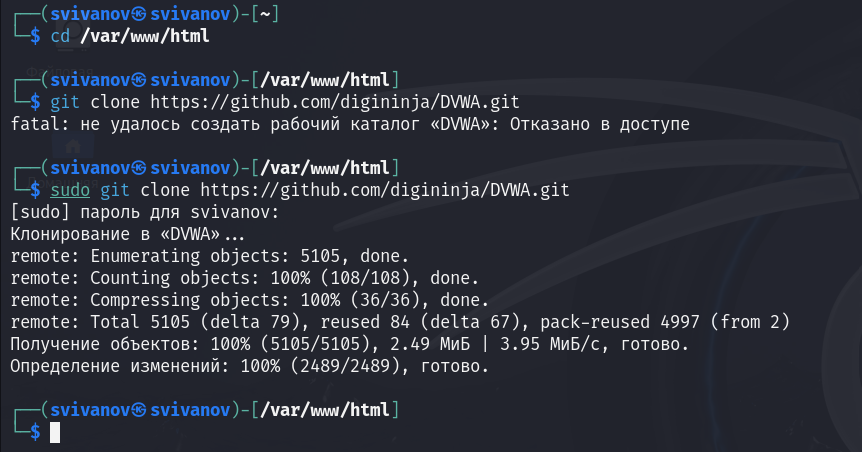 ┌──(svivanov㉿svivanov)-[~]
└─$ cd /var/www/html
┌──(svivanov㉿svivanov)-[/var/www/html]
└─$ git clone https://github.com/digininja/DVWA.git
fatal: не удалось создать рабочий каталог «DVWA»: Отказано в доступе
┌──(svivanov㉿svivanov)-[/var/www/html]
└─$ sudo git clone https://github.com/digininja/DVWA.git
[sudo] пароль для svivanov:
Клонирование в «DVWA»...
remote: Enumerating objects: 5105, done.
remote: Counting objects: 100% (108/108), done.
remote: Compressing objects: 100% (36/36), done.
remote: Total 5105 (delta 79), reused 84 (delta 67), pack-reused 4997 (from 2)
Получение объектов: 100% (5105/5105), 2.49 МиБ | 3.95 МиБ/с, готово.
Определение изменений: 100% (2489/2489), готово.
┌──(svivanov㉿svivanov)-[/var/www/html]
└─$